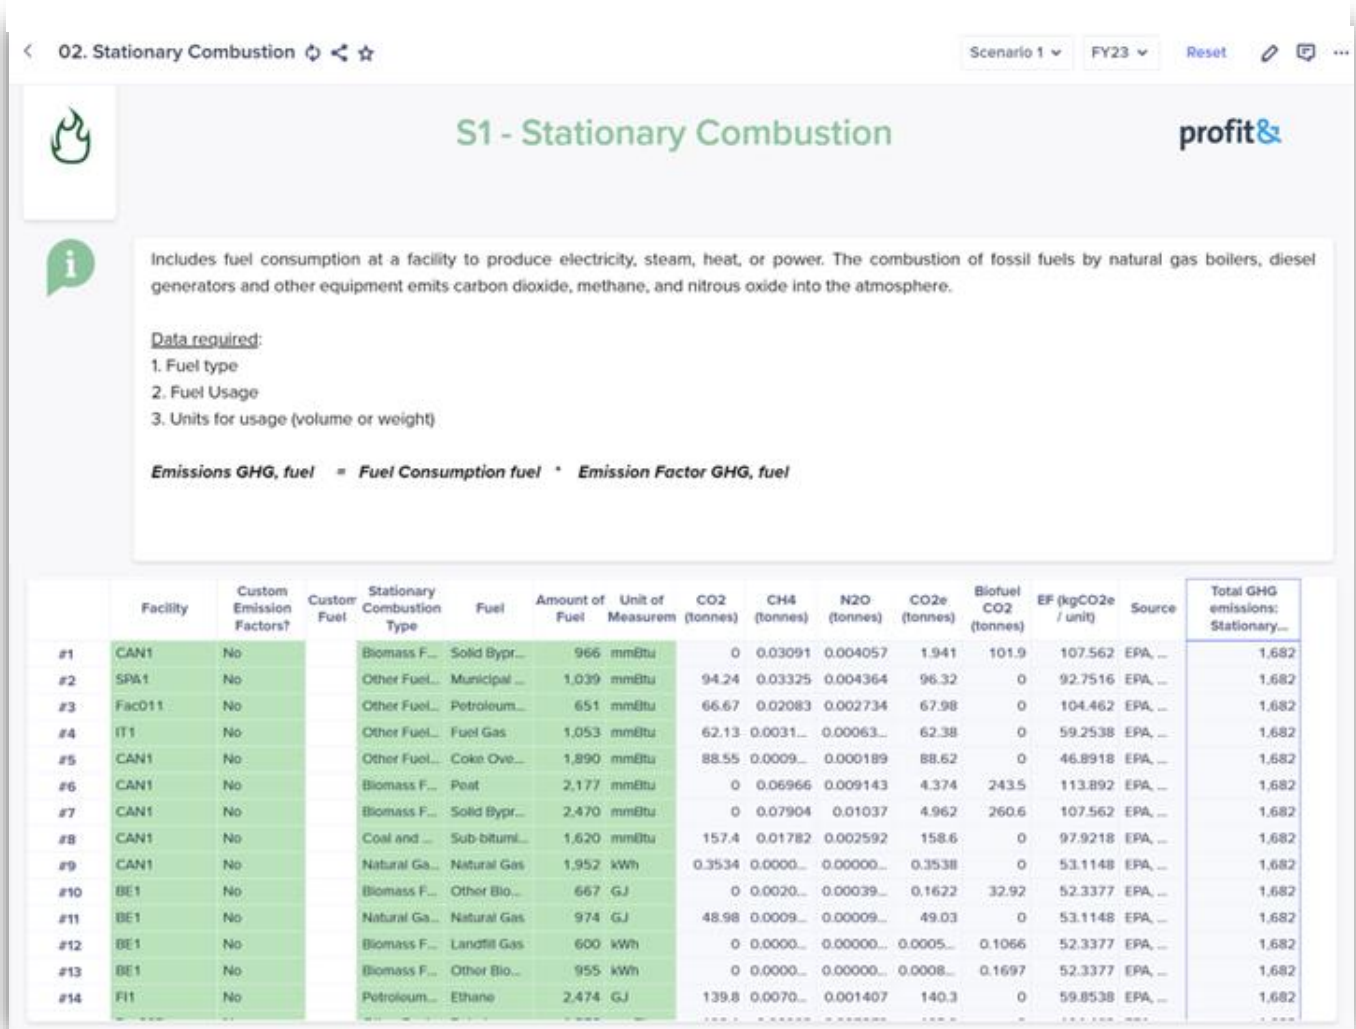 02. Stationary Combustion
Scenario 1 FY23 Reset
S1 - Stationary Combustion
profit&
Includes fuel consumption at a facility to produce electricity, steam, heat, or power. The combustion of fossil fuels by natural gas boilers, diesel
generators and other equipment emits carbon dioxide, methane, and nitrous oxide into the atmosphere.
Data required:
1. Fuel type
2. Fuel Usage
3. Units for usage (volume or weight)
Emissions GHG, fuel = Fuel Consumption fuel * Emission Factor GHG, fuel
Facility Custom Emission Factors? Custom Fuel Stationary Combustion Type Fuel Amount of Fuel Unit of Measurem CO2 (tonnes) CH4 (tonnes) N2O (tonnes) CO2e (tonnes) Biofuel CO2 (tonnes) EF (kgCO2e / unit) Source Total GHG emissions: Stationary...
#1 CAN1 No Biomass F... Solid Bypr... 966 mmBtu 0 0.03091 0.004057 1.941 101.9 107.562 EPA, ... 1,682
#2 SPA1 No Other Fuel... Municipal ... 1,039 mmBtu 94.24 0.03325 0.004364 96.32 0 92.7516 EPA, ... 1,682
#3 Fac011 No Other Fuel... Petroleum... 651 mmBtu 66.67 0.02083 0.002734 67.98 0 104.462 EPA, ... 1,682
#4 IT1 No Other Fuel... Fuel Gas 1,053 mmBtu 62.13 0.0031... 0.00063... 62.38 0 59.2538 EPA, ... 1,682
#5 CAN1 No Other Fuel... Coke Ove... 1,890 mmBtu 88.55 0.0009... 0.000189 88.62 0 46.8918 EPA, ... 1,682
#6 CAN1 No Biomass F... Peat 2,177 mmBtu 0 0.06966 0.009143 4.374 243.5 113.892 EPA, ... 1,682
#7 CAN1 No Biomass F... Solid Bypr... 2,470 mmBtu 0 0.07904 0.01037 4.962 260.6 107.562 EPA, ... 1,682
#8 CAN1 No Coal and ... Sub-bitumi... 1,620 mmBtu 157.4 0.01782 0.002592 158.6 0 97.9218 EPA, ... 1,682
#9 CAN1 No Natural Ga... Natural Gas 1,952 kWh 0.3534 0.0000... 0.00000... 0.3538 0 53.1148 EPA, ... 1,682
#10 BE1 No Biomass F... Other Bio... 667 GJ 0 0.0020... 0.00039... 0.1622 32.92 52.3377 EPA, ... 1,682
#11 BE1 No Natural Ga... Natural Gas 974 GJ 48.98 0.0009... 0.00009... 49.03 0 53.1148 EPA, ... 1,682
#12 BE1 No Biomass F... Landfill Gas 600 kWh 0 0.0000... 0.00000... 0.0005... 0.1066 52.3377 EPA, ... 1,682
#13 BE1 No Biomass F... Other Bio... 955 kWh 0 0.0000... 0.00000... 0.0008... 0.1697 52.3377 EPA, ... 1,682
#14 FI1 No Petroleum... Ethane 2,474 GJ 139.8 0.0070... 0.001407 140.3 0 59.8538 EPA, ... 1,682